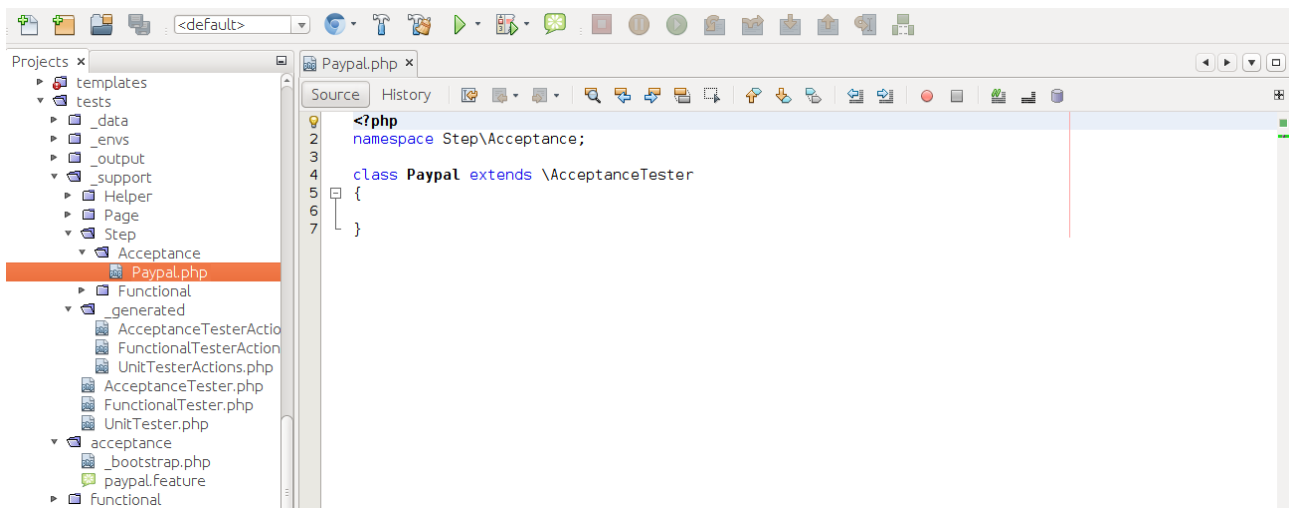 <default>
Projects ×
templates
tests
_data
_envs
_output
_support
Helper
Page
Step
Acceptance
Paypal.php
Functional
_generated
AcceptanceTesterActio
FunctionalTesterAction
UnitTesterActions.php
AcceptanceTester.php
FunctionalTester.php
UnitTester.php
acceptance
_bootstrap.php
paypal.feature
functional
Paypal.php ×
Source History
<?php
2 namespace Step\Acceptance;
3
4 class Paypal extends \AcceptanceTester
5 {
6
7 }